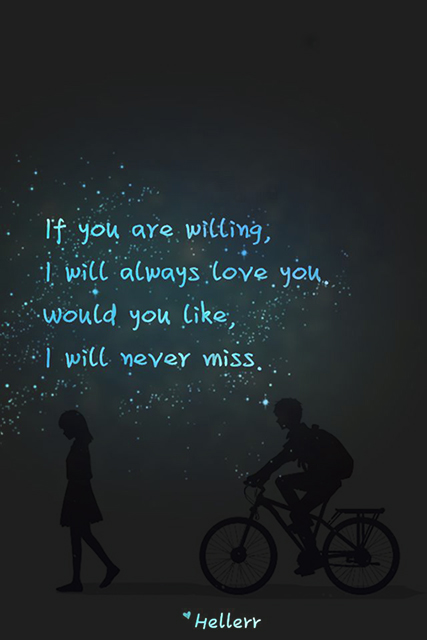 If you are willing,
I will always love you,
would you like,
I will never miss.
Hellerr